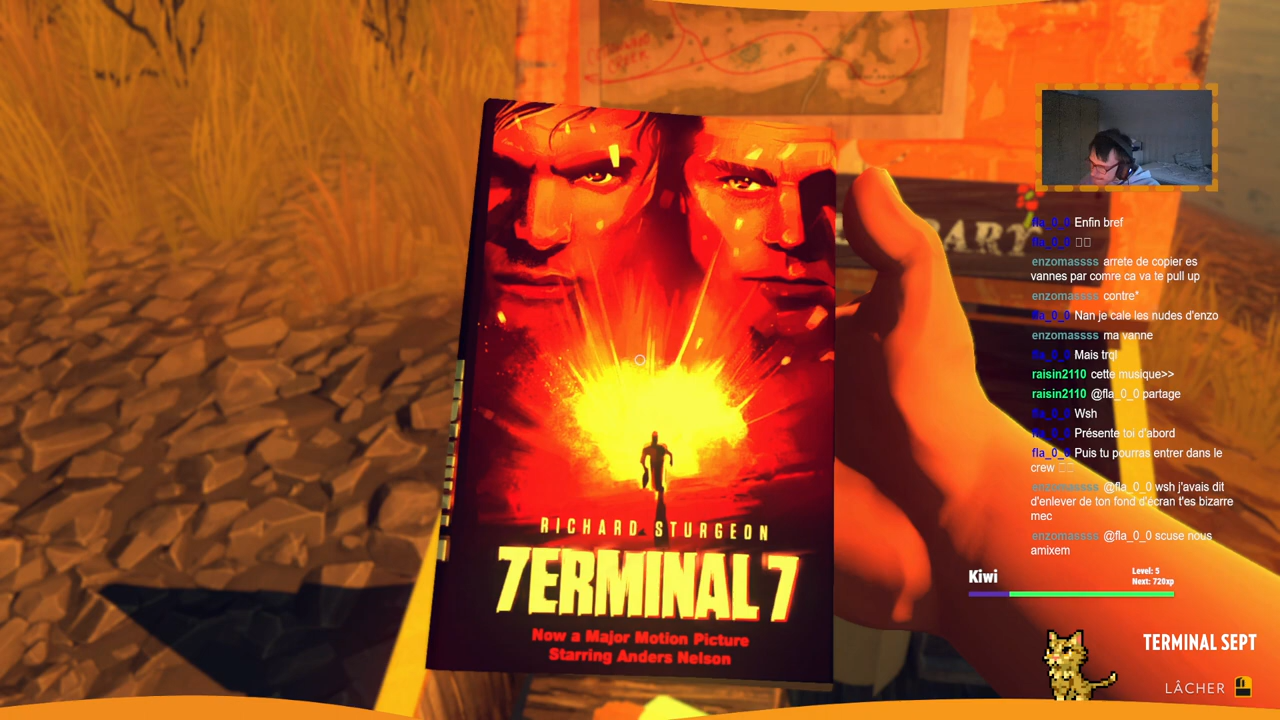 RICHARD STURGEON
7ERMINAL 7
Now a Major Motion Picture
Starring Anders Nelson
fla_0_0 Enfin bref
fla_0_0
enzomassss arrete de copier es
vannes par comre ca va te pull up
enzomassss contre*
fla_0_0 Nan je cale les nudes d'enzo
enzomassss ma vanne
fla_0_0 Mais trql
raisin2110 cette musique>>
raisin2110 @fla_0_0 partage
fla_0_0 Wsh
fla_0_0 Présente toi d'abord
fla_0_0 Puis tu pourras entrer dans le
crew
enzomassss @fla_0_0 wsh j'avais dit
d'enlever de ton fond d'écran t'es bizarre
mec
enzomassss @fla_0_0 scuse nous
amixem
Kiwi
Level: 5
Next: 720xp
TERMINAL SEPT
LÂCHER